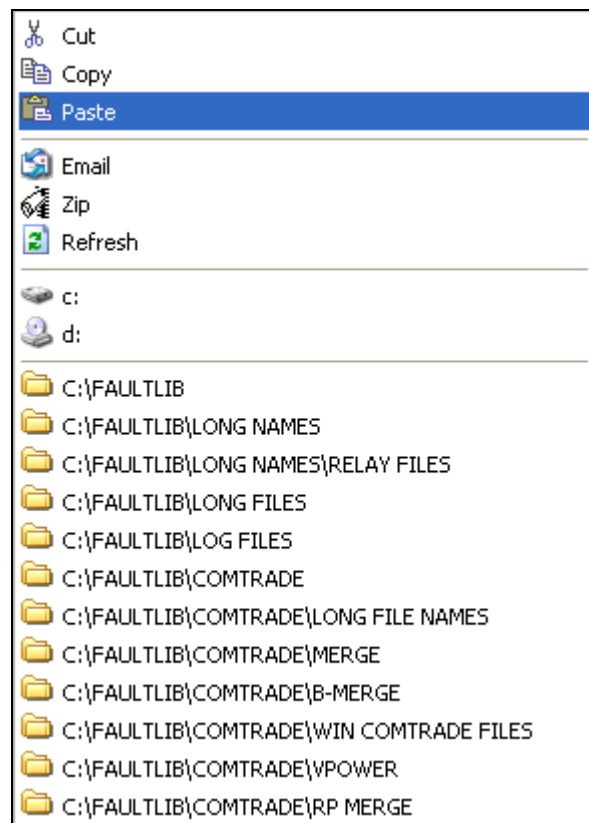 Cut
Copy
Paste
Email
Zip
Refresh
c:
d:
C:\FAULTLIB
C:\FAULTLIB\LONG NAMES
C:\FAULTLIB\LONG NAMES\RELAY FILES
C:\FAULTLIB\LONG FILES
C:\FAULTLIB\LOG FILES
C:\FAULTLIB\COMTRADE
C:\FAULTLIB\COMTRADE\LONG FILE NAMES
C:\FAULTLIB\COMTRADE\MERGE
C:\FAULTLIB\COMTRADE\B-MERGE
C:\FAULTLIB\COMTRADE\WIN COMTRADE FILES
C:\FAULTLIB\COMTRADE\VPOWER
C:\FAULTLIB\COMTRADE\RP MERGE